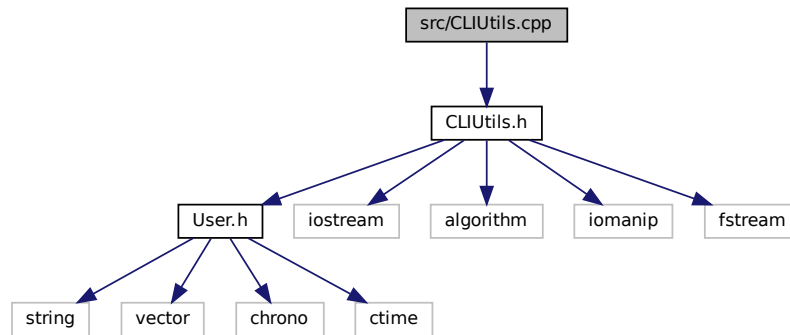 src/CLIUtils.cpp
CLIUtils.h
User.h
iostream
algorithm
iomanip
fstream
string
vector
chrono
ctime